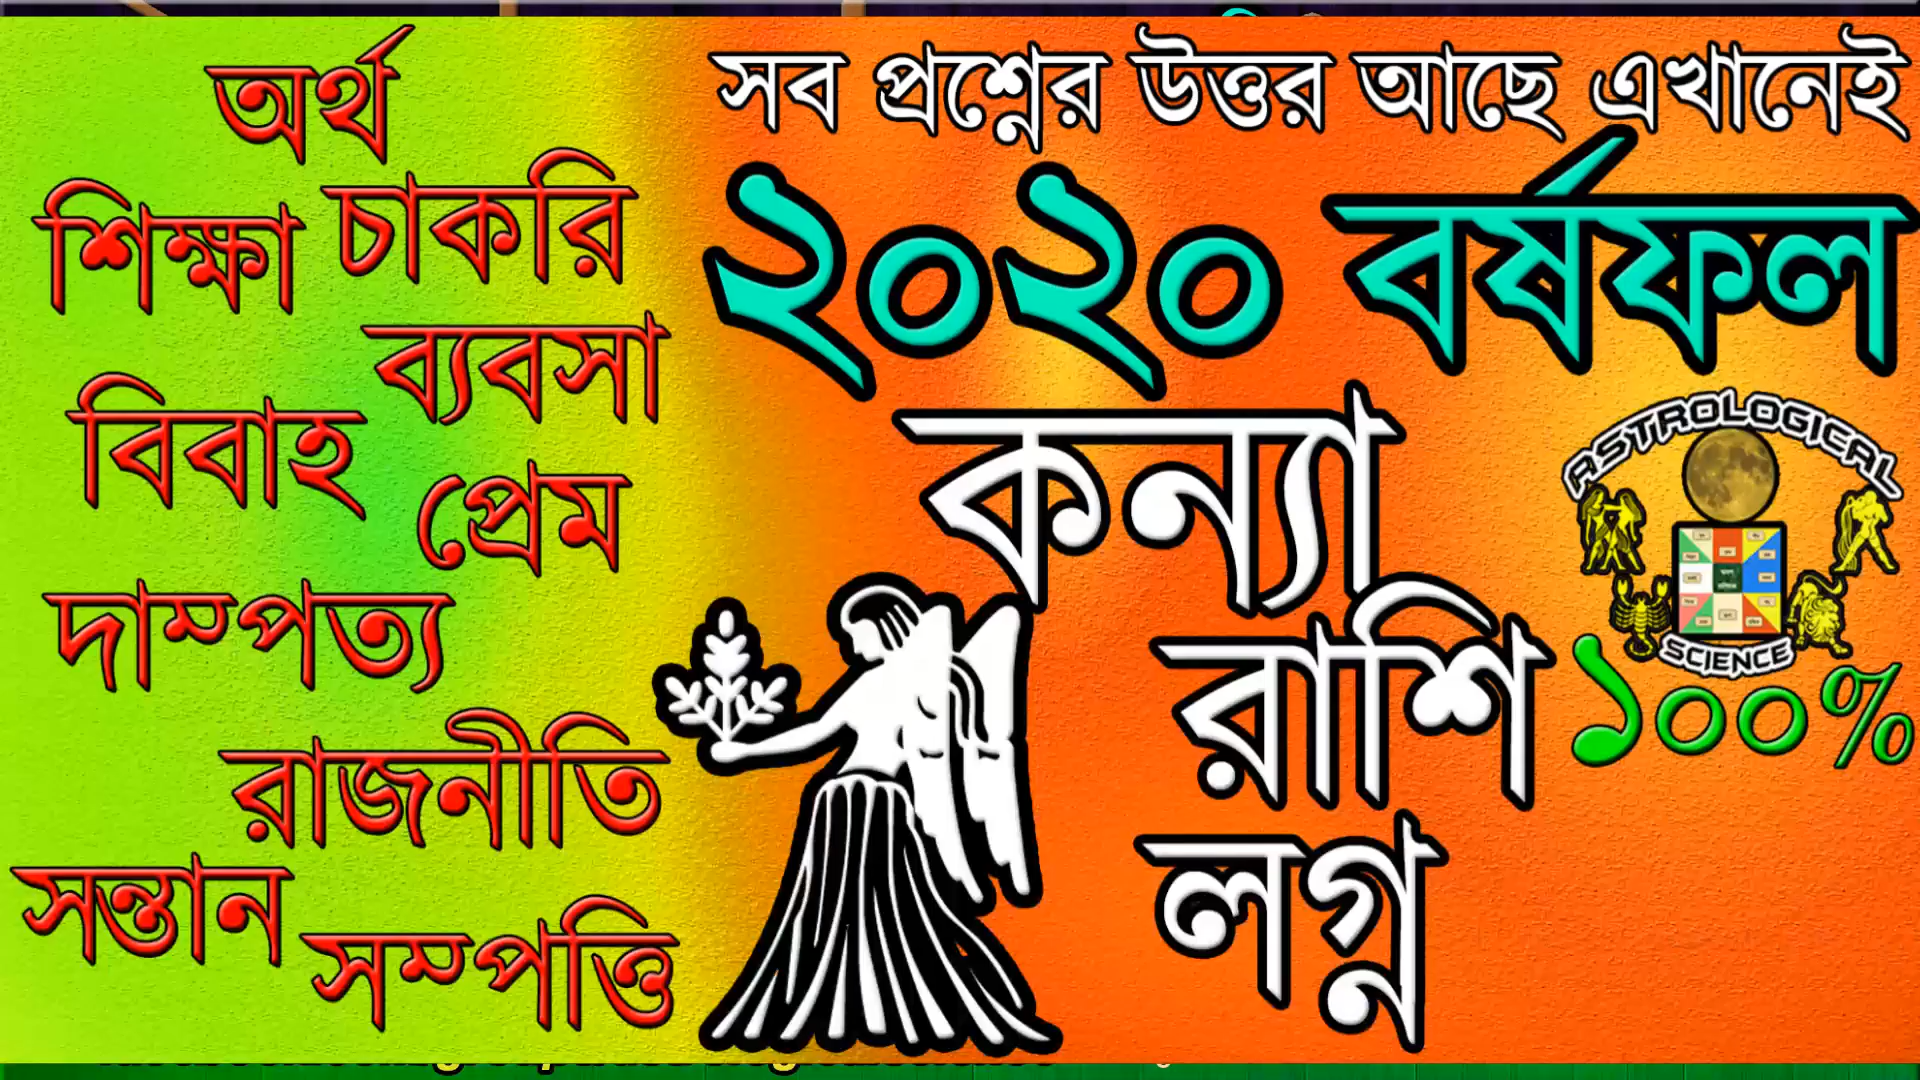 অর্থ
শিক্ষা চাকরি
ব্যবসা
বিবাহ
প্রেম
দাম্পত্য
রাজনীতি
সন্তান
সম্পত্তি
সব প্রশ্নের উত্তর আছে এখানেই
২০২০ বর্ষফল
কন্যা
রাশি
লগ্ন
ASTROLOGICAL
SCIENCE
১০০%